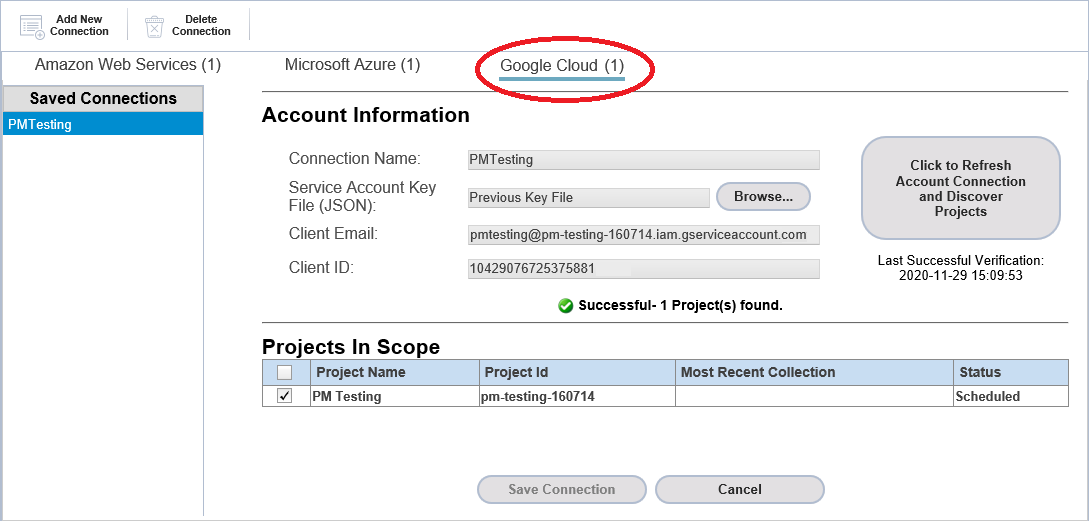 Add New
Connection
Delete
Connection
Amazon Web Services (1)
Microsoft Azure (1)
Google Cloud (1)
Saved Connections
PMTesting
Account Information
Connection Name:
PMTesting
Service Account Key
File (JSON):
Previous Key File
Browse...
Client Email:
pmtesting@pm-testing-160714.iam.gserviceaccount.com
Client ID:
10429076725375881
Click to Refresh
Account Connection
and Discover
Projects
Last Successful Verification:
2020-11-29 15:09:53
Successful- 1 Project(s) found.
Projects In Scope
Project Name Project Id Most Recent Collection Status
PM Testing pm-testing-160714 Scheduled
Save Connection
Cancel